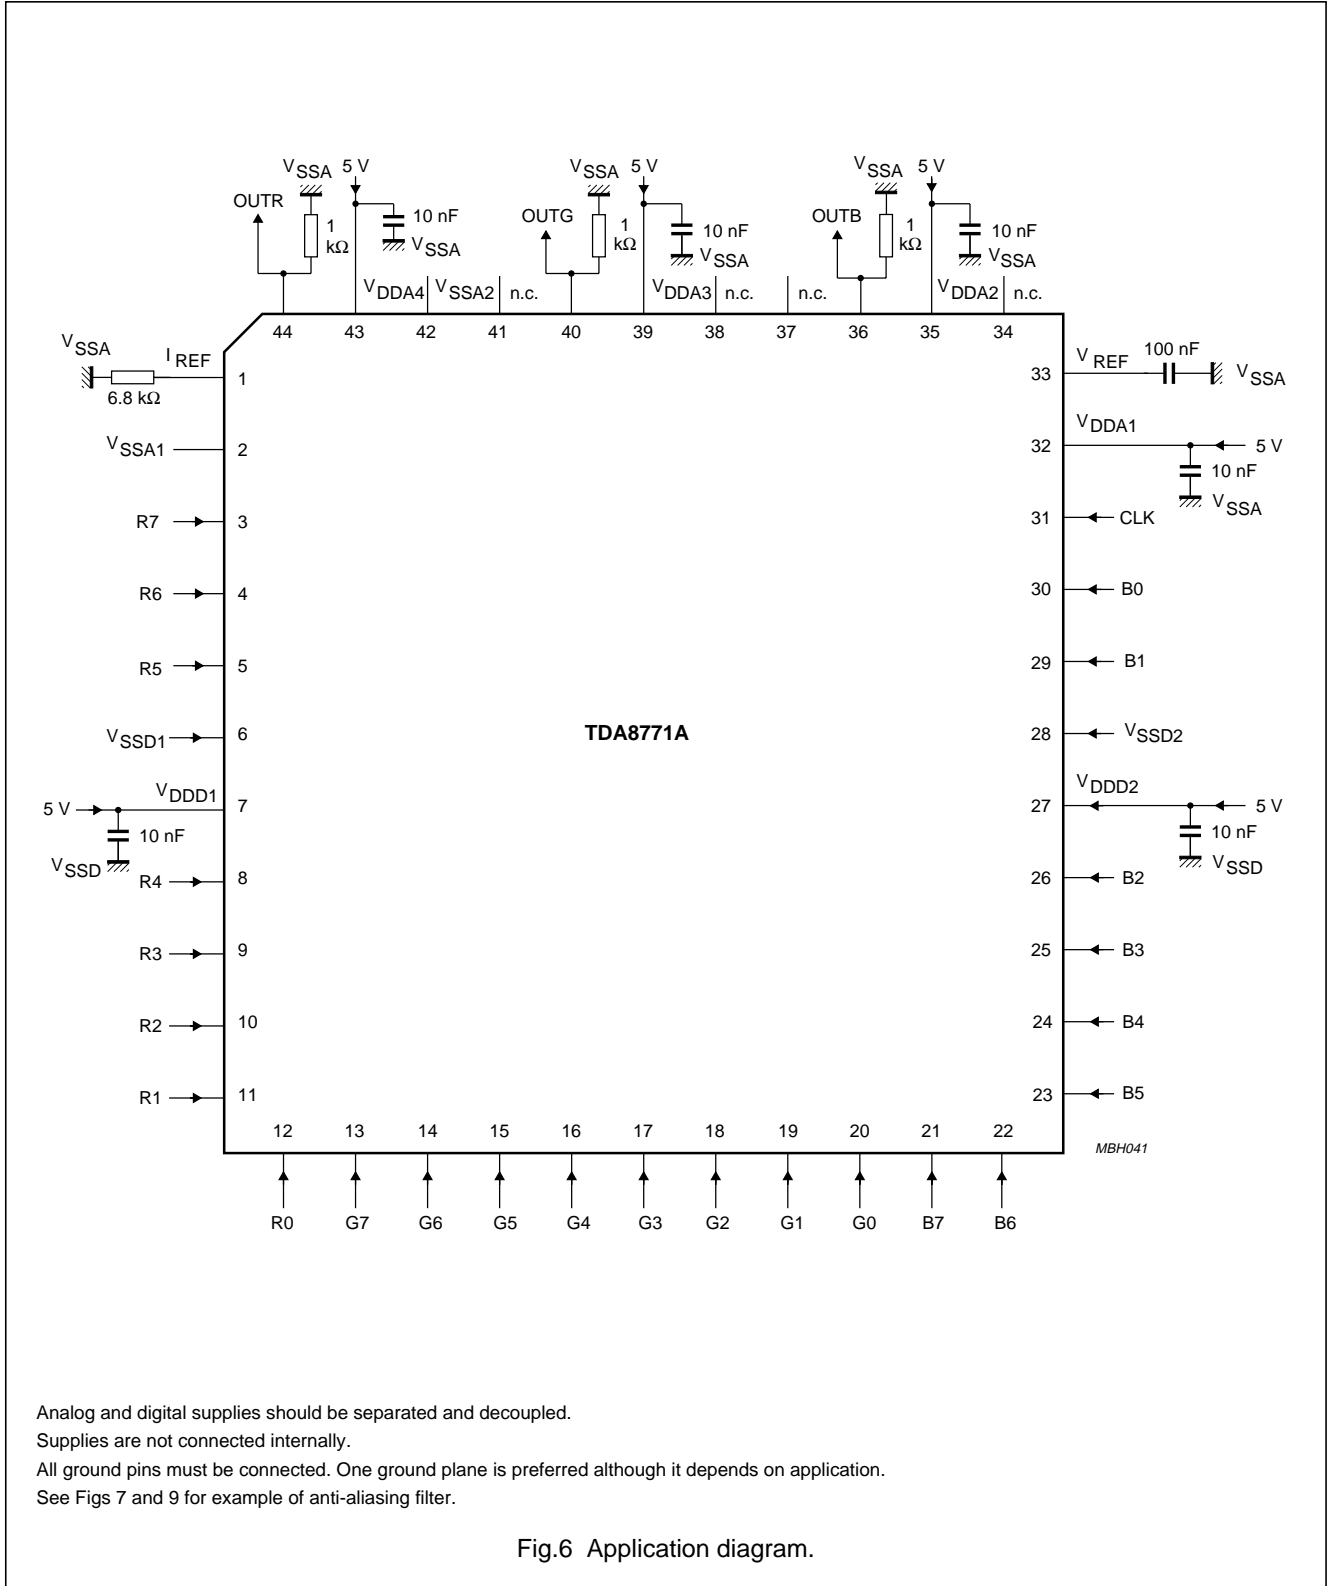 VSSA 5 V VSSA 5 V VSSA 5 V
OUTR 1 kΩ 10 nF VSSA OUTG 1 kΩ 10 nF VSSA OUTB 1 kΩ 10 nF VSSA
VDDA4 VSSA2 n.c. VDDA3 n.c. n.c. VDDA2 n.c.
44 43 42 41 40 39 38 37 36 35 34
VSSA IREF 1
6.8 kΩ
VSSA1 2
R7 3
R6 4
R5 5
VSSD1 6
5 V VDDD1 7
10 nF
VSSD
R4 8
R3 9
R2 10
R1 11
TDA8771A
33 VREF 100 nF VSSA
32 VDDA1 5 V
10 nF
VSSA
31 CLK
30 B0
29 B1
28 VSSD2
27 VDDD2 5 V
10 nF
VSSD
26 B2
25 B3
24 B4
23 B5
12 13 14 15 16 17 18 19 20 21 22
MBH041
R0 G7 G6 G5 G4 G3 G2 G1 G0 B7 B6
Analog and digital supplies should be separated and decoupled.
Supplies are not connected internally.
All ground pins must be connected. One ground plane is preferred although it depends on application.
See Figs 7 and 9 for example of anti-aliasing filter.
Fig.6 Application diagram.